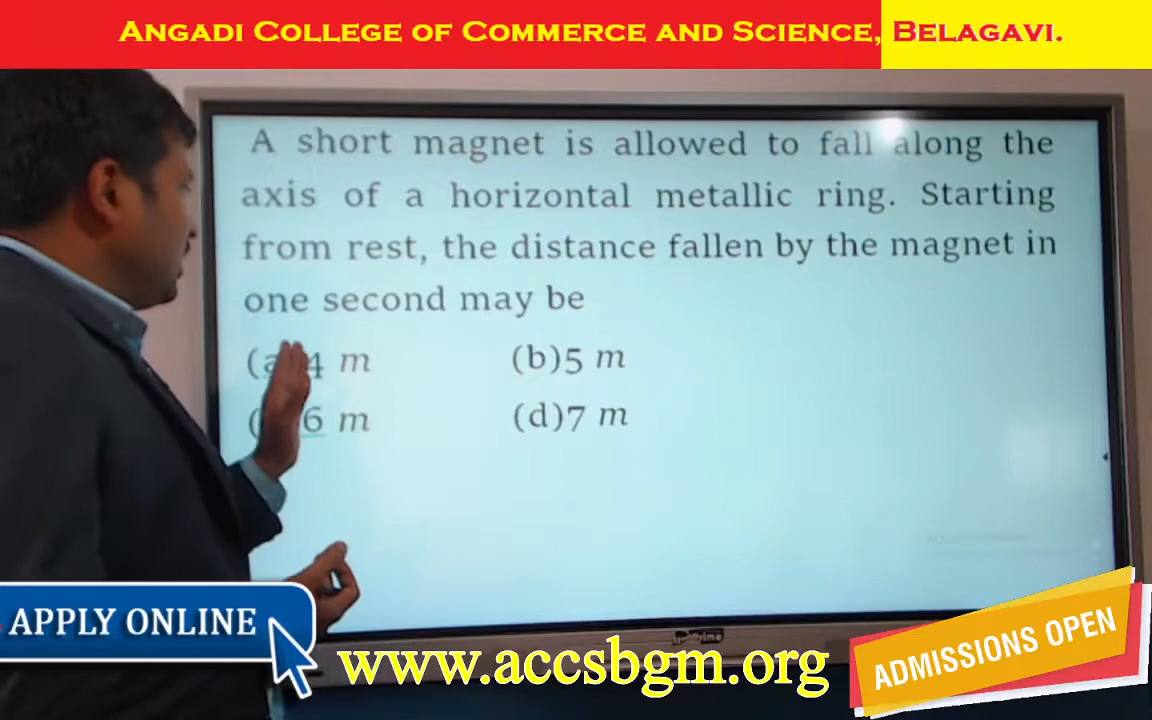 ANGADI COLLEGE OF COMMERCE AND SCIENCE, BELAGAVI.
A short magnet is allowed to fall along the
axis of a horizontal metallic ring. Starting
from rest, the distance fallen by the magnet in
one second may be
(a 4 m (b)5 m
( 6 m (d)7 m
APPLY ONLINE
www.accsbgm.org
ADMISSIONS OPEN